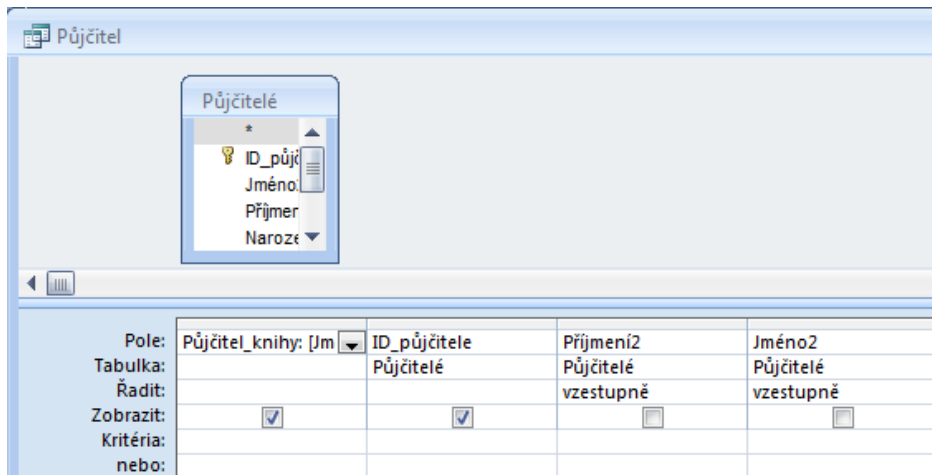 Půjčitel
Půjčitelé
*
ID_půjč
Jméno
Příjmer
Naroze
Pole: Půjčitel_knihy: [Jm ID_půjčitele Příjmení2 Jméno2
Tabulka: Půjčitelé Půjčitelé Půjčitelé
Řadit: vzestupně vzestupně
Zobrazit:
Kritéria:
nebo: